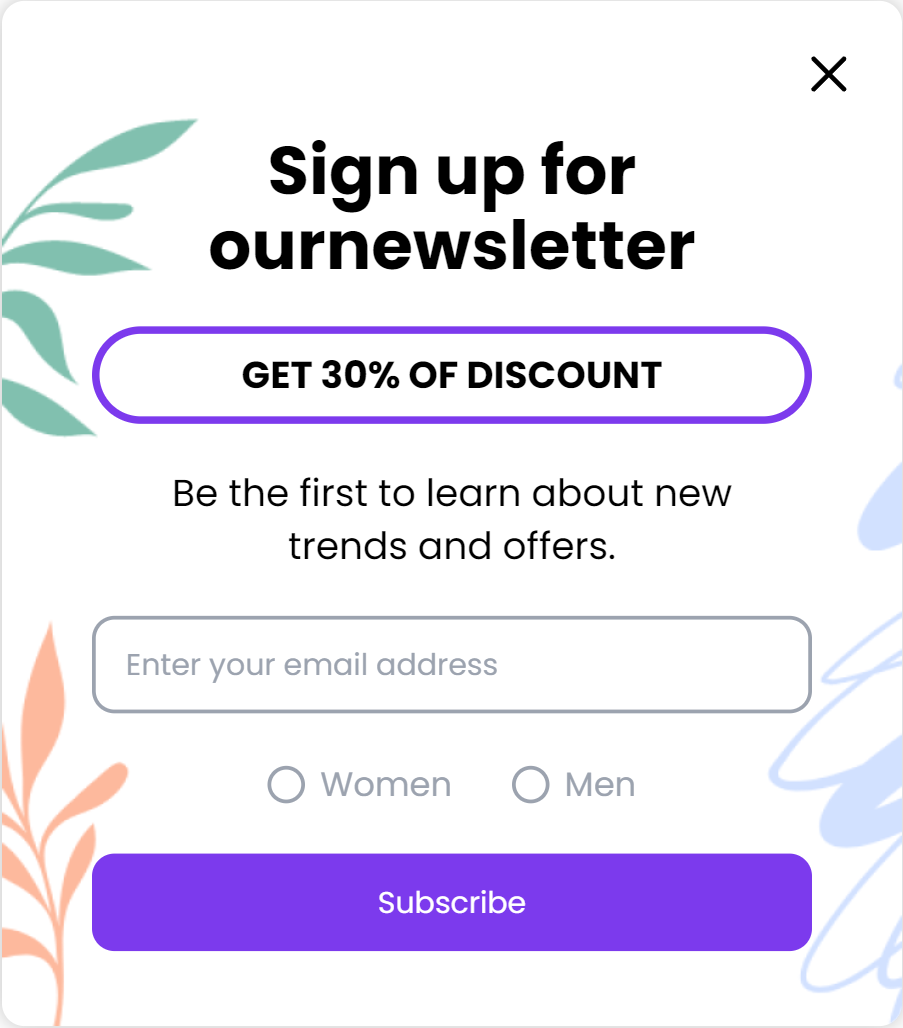 Sign up for
ournewsletter
GET 30% OF DISCOUNT
Be the first to learn about new
trends and offers.
Enter your email address
Women Men
Subscribe